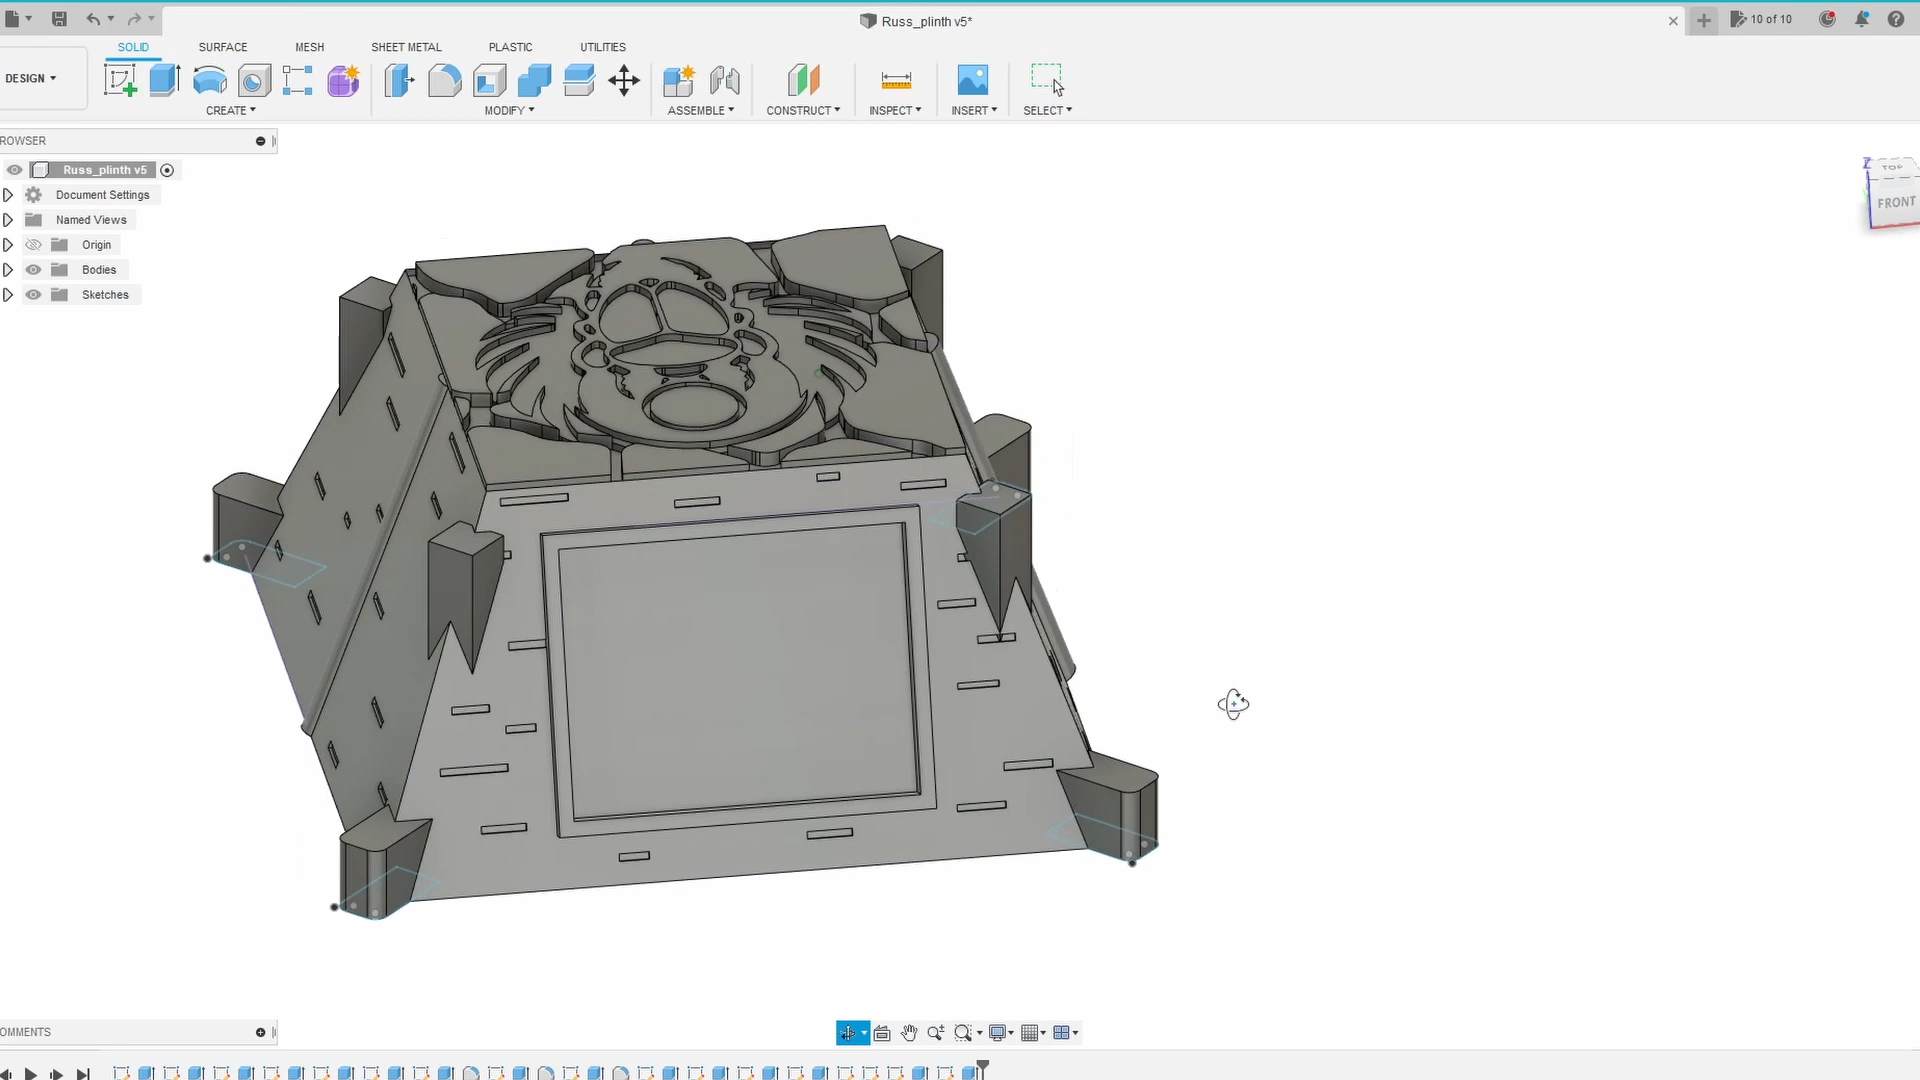 Russ_plinth v5*
10 of 10
SOLID SURFACE MESH SHEET METAL PLASTIC UTILITIES
DESIGN
CREATE MODIFY ASSEMBLE CONSTRUCT INSPECT INSERT SELECT
ROWSER
Russ_plinth v5
Document Settings
Named Views
Origin
Bodies
Sketches
Z
TOP
FRONT
OMMENTS